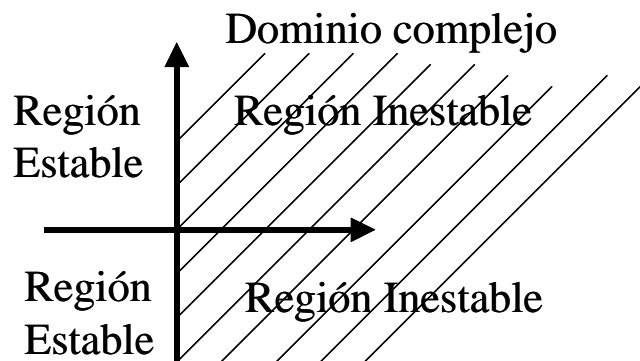 Dominio complejo
Región
Estable
Región Inestable
Región
Estable
Región Inestable